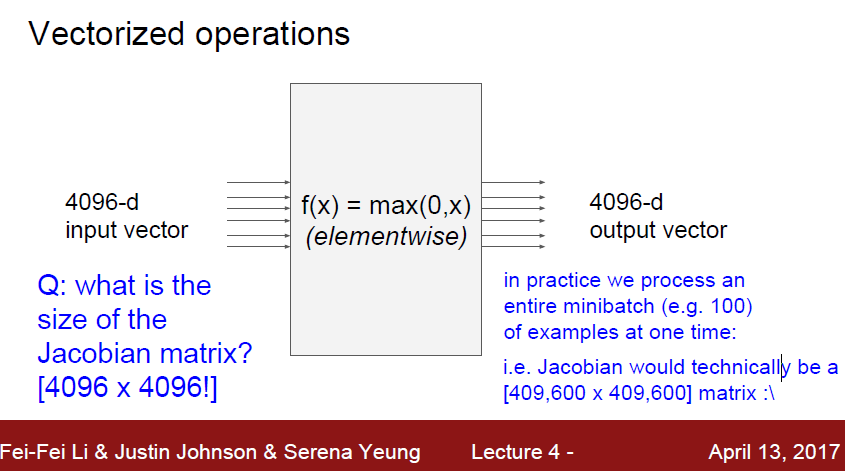 Vectorized operations
4096-d
input vector
f(x) = max(0,x)
(elementwise)
4096-d
output vector
Q: what is the
size of the
Jacobian matrix?
[4096 x 4096!]
in practice we process an
entire minibatch (e.g. 100)
of examples at one time:
i.e. Jacobian would technically be a
[409,600 x 409,600] matrix :\
Fei-Fei Li & Justin Johnson & Serena Yeung
Lecture 4 -
April 13, 2017